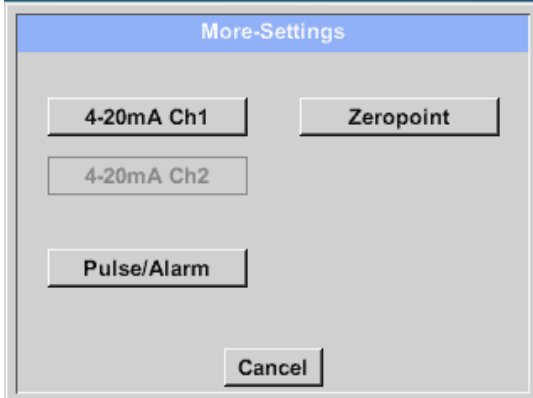 More-Settings
4-20mA Ch1
Zeropoint
4-20mA Ch2
Pulse/Alarm
Cancel